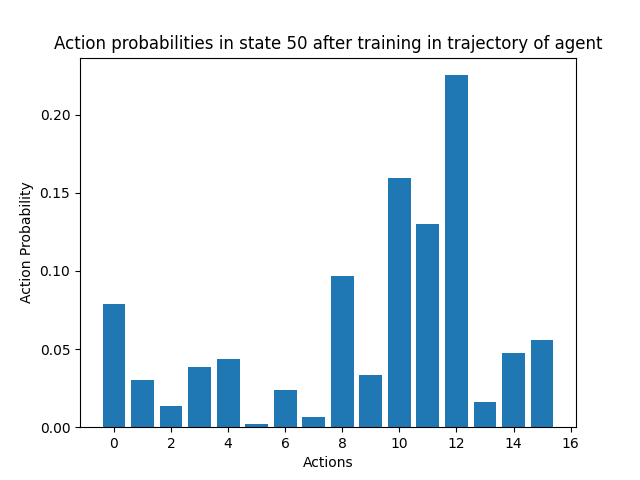 Action probabilities in state 50 after training in trajectory of agent
0.20
0.15
0.10
0.05
0.00
Action Probability
0 2 4 6 8 10 12 14 16
Actions